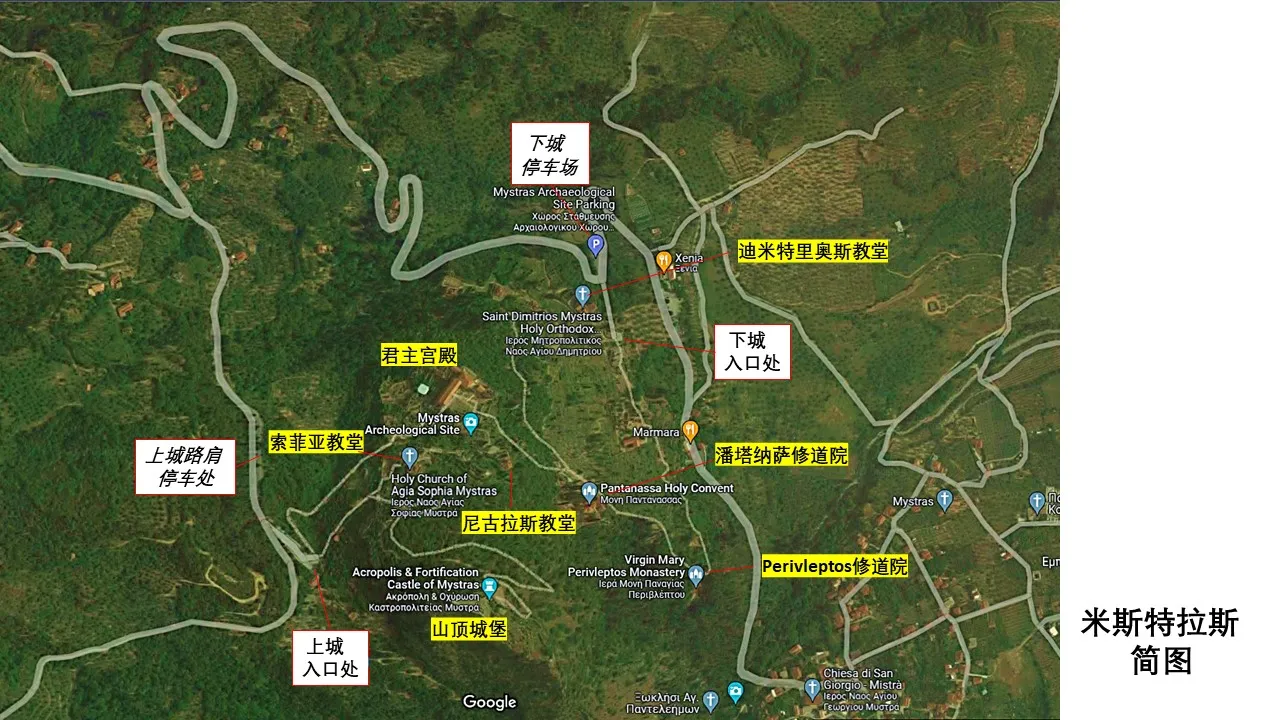 下城
停车场
Mystras Archaeological
Site Parking
Χώρος Στάθμευσης
Αρχαιολογικού Χώρου...
P
迪米特里奥斯教堂
Xenia
Ξενία
Saint Dimitrios Mystras
Holy Orthodox...
Ιερός Μητροπολιτικός
Ναός Αγίου Δημητρίου
下城
入口处
君主宫殿
Mystras
Archeological Site
Marmara
上城路肩
停车处
索菲亚教堂
潘塔纳萨修道院
Holy Church of
Agia Sophia Mystras
Ιερός Ναός Αγίας
Σοφίας Μυστρά
Pantanassa Holy Convent
Μονή Παντανασσας
Mystras
尼古拉斯教堂
Virgin Mary
Perivleptos Monastery
Ιερά Μονή Παναγίας
Περιβλέπτου
Perivleptos修道院
Acropolis & Fortification
Castle of Mystras
Ακρόπολη & Οχύρωση
Καστροπολιτείας Μυστρά
山顶城堡
上城
入口处
米斯特拉斯
简图
Chiesa di San
Giorgio - Mistrà
Ιερός Ναός Αγίου
Γεωργίου Μυστρά
Ξωκλήσι Αγ.
Παντελεήμων
Google